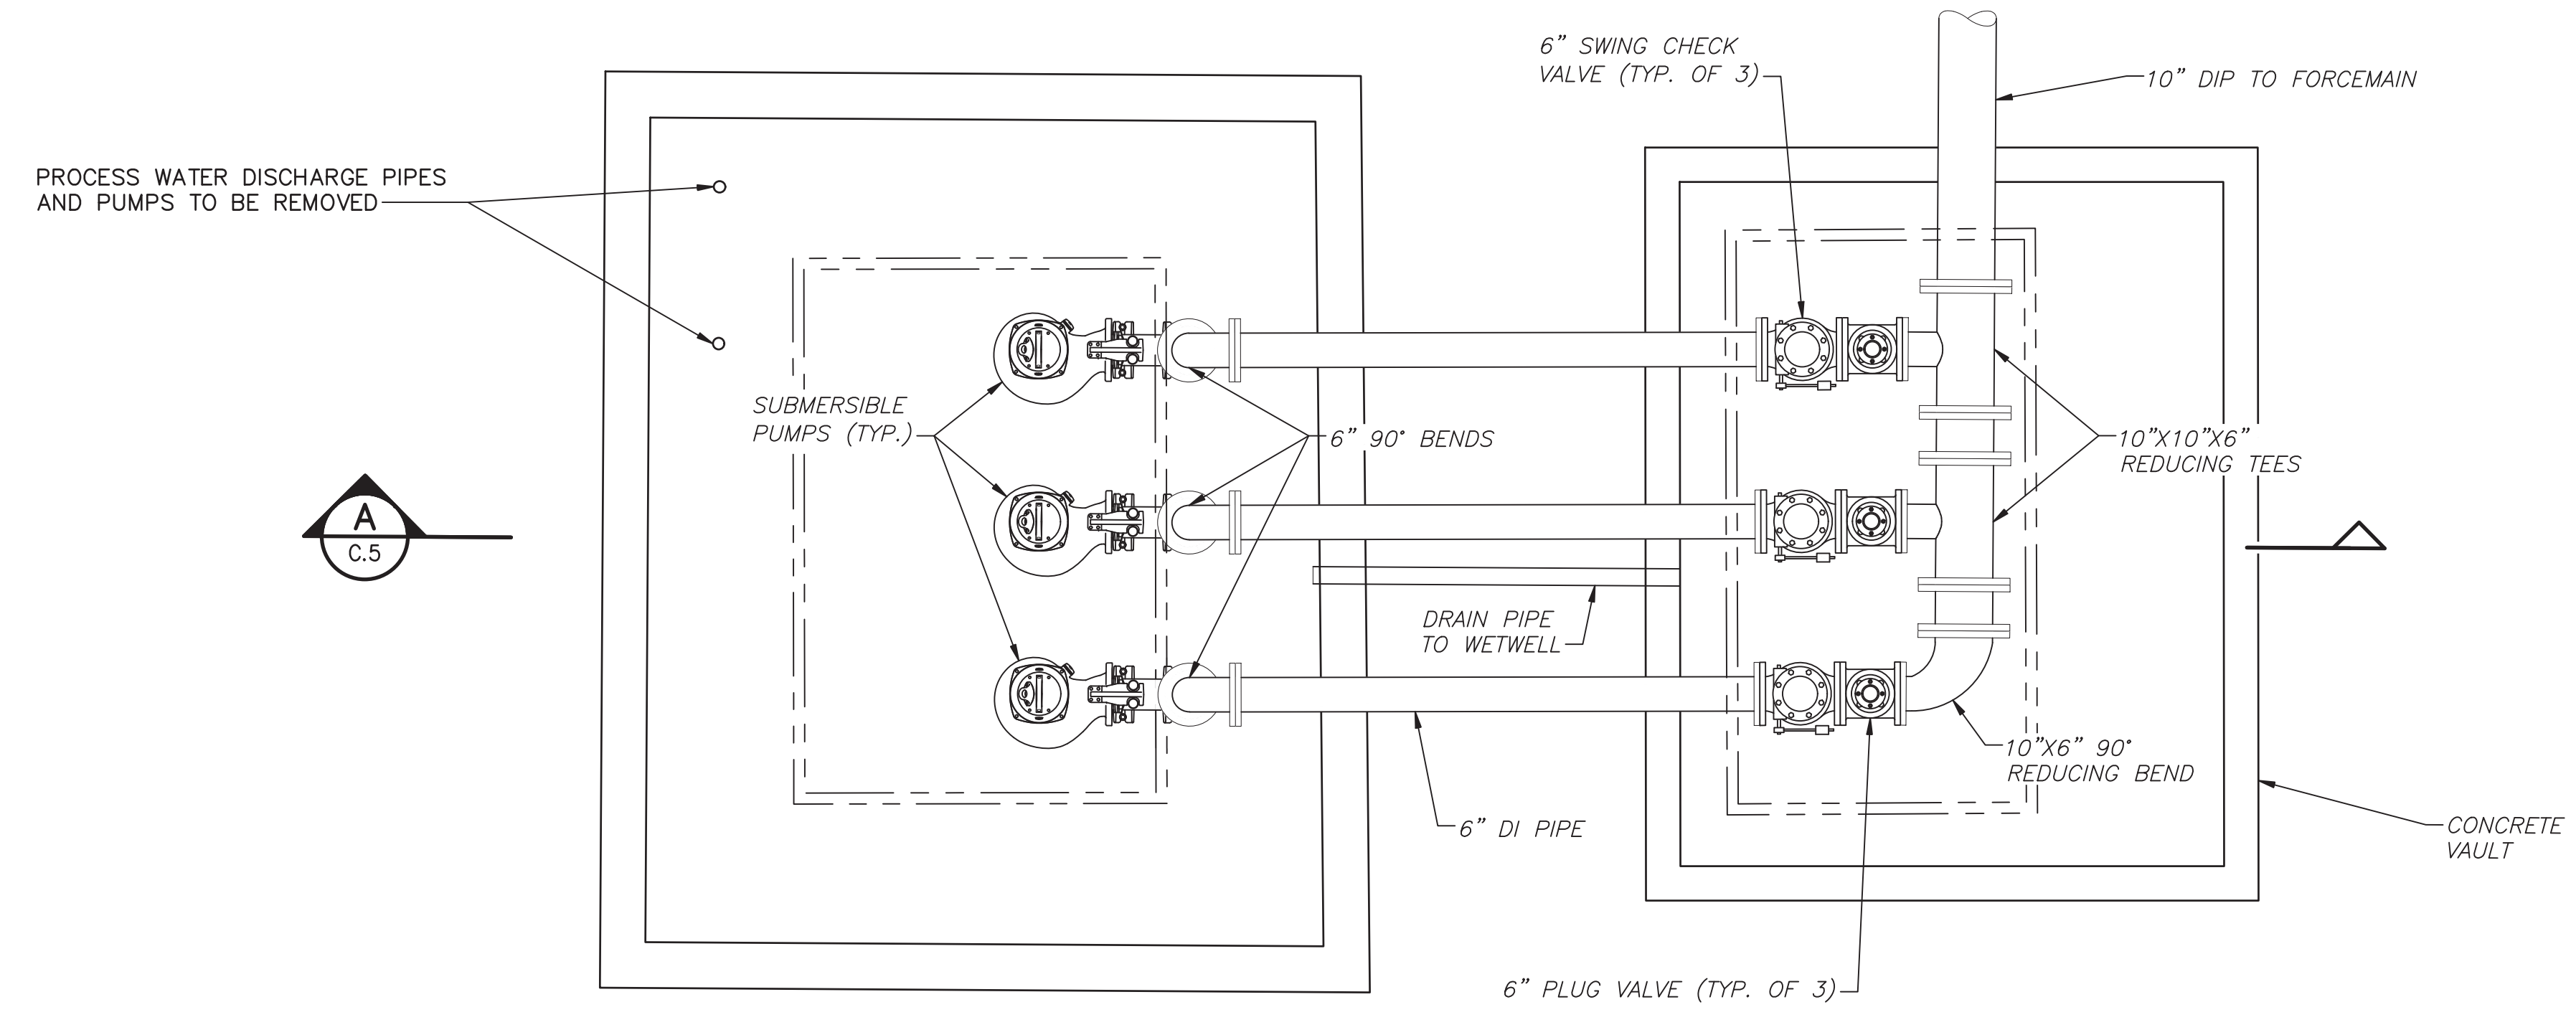 6” SWING CHECK
VALVE (TYP. OF 3)
10” DIP TO FORCEMAIN
PROCESS WATER DISCHARGE PIPES
AND PUMPS TO BE REMOVED
SUBMERSIBLE
PUMPS (TYP.)
6” 90° BENDS
10”X10”X6”
REDUCING TEES
A
C.5
DRAIN PIPE
TO WETWELL
10”X6” 90°
REDUCING BEND
6” DI PIPE
CONCRETE
VAULT
6” PLUG VALVE (TYP. OF 3)